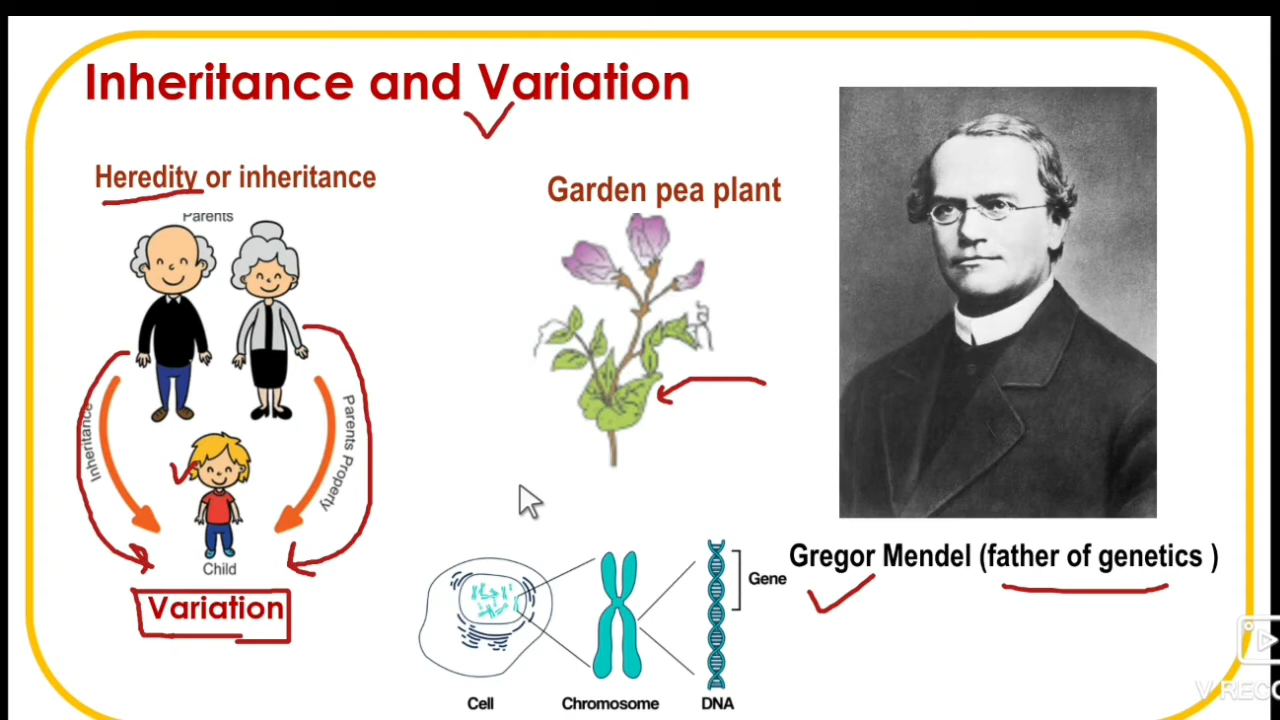 Inheritance and Variation
Heredity or inheritance
Parents
Inheritance
Parents Property
Child
Variation
Garden pea plant
Gregor Mendel (father of genetics )
Gene
Cell
Chromosome
DNA